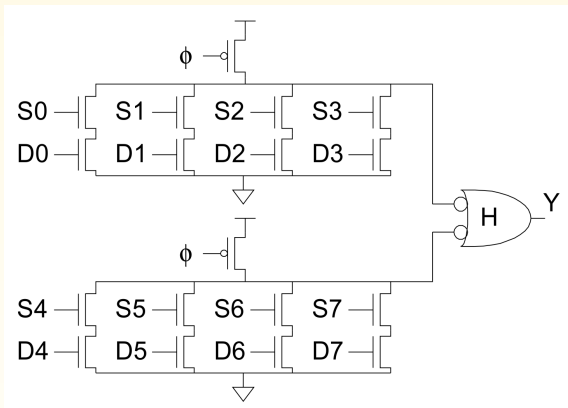 ϕ
S0 S1 S2 S3
D0 D1 D2 D3
H Y
ϕ
S4 S5 S6 S7
D4 D5 D6 D7